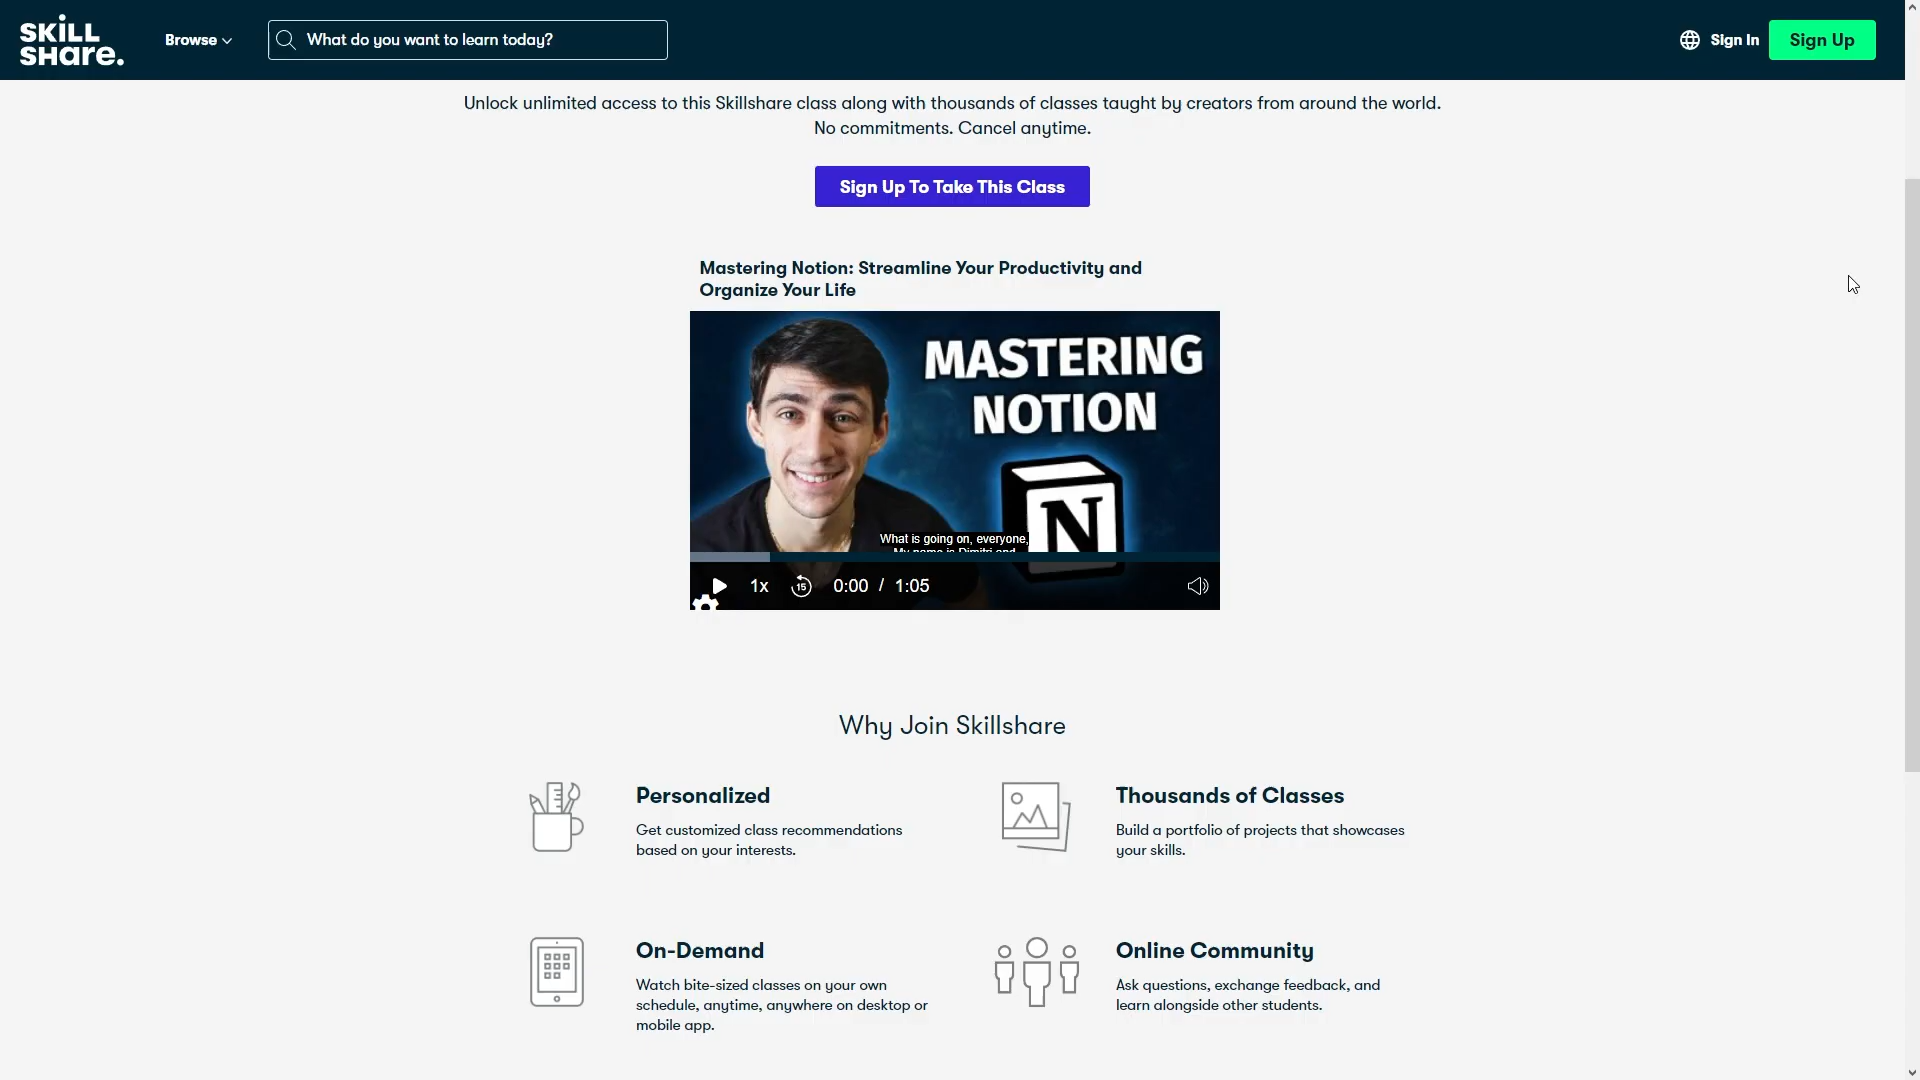 SKILL
SHare.
Browse
What do you want to learn today?
Sign In
Sign Up
Unlock unlimited access to this Skillshare class along with thousands of classes taught by creators from around the world.
No commitments. Cancel anytime.
Sign Up To Take This Class
Mastering Notion: Streamline Your Productivity and
Organize Your Life
MASTERING
NOTION
N
What is going on, everyone,
My name is Dimitri and
1x
15
0:00 / 1:05
Why Join Skillshare
Personalized
Get customized class recommendations
based on your interests.
Thousands of Classes
Build a portfolio of projects that showcases
your skills.
On-Demand
Watch bite-sized classes on your own
schedule, anytime, anywhere on desktop or
mobile app.
Online Community
Ask questions, exchange feedback, and
learn alongside other students.